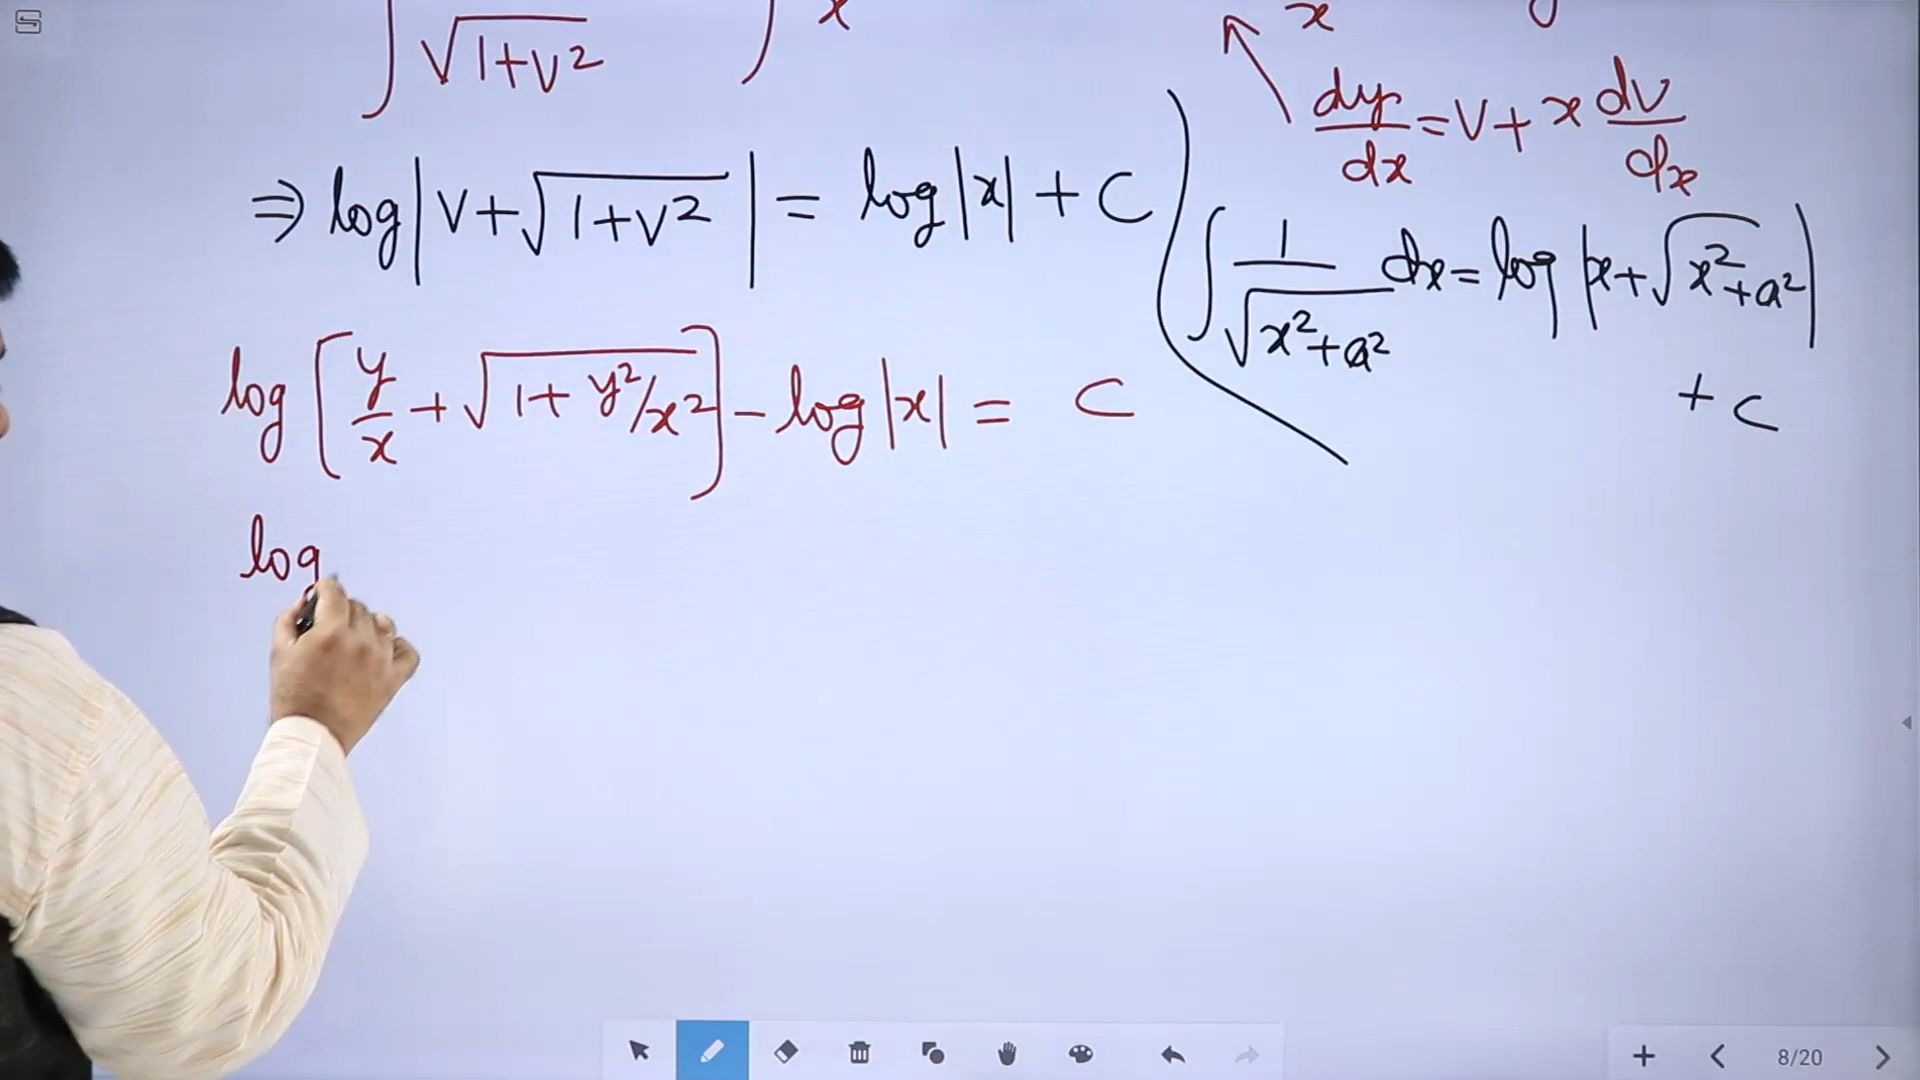 ∫ √(1+v²) ∫ x
x
dy/dx = v + x dv/dx
⇒ log|v+√(1+v²)| = log|x| + C
∫ 1/√(x²+a²) dx = log|x+√(x²+a²)|
+ C
log[y/x + √(1+y²/x²)] - log|x| = C
log
8/20